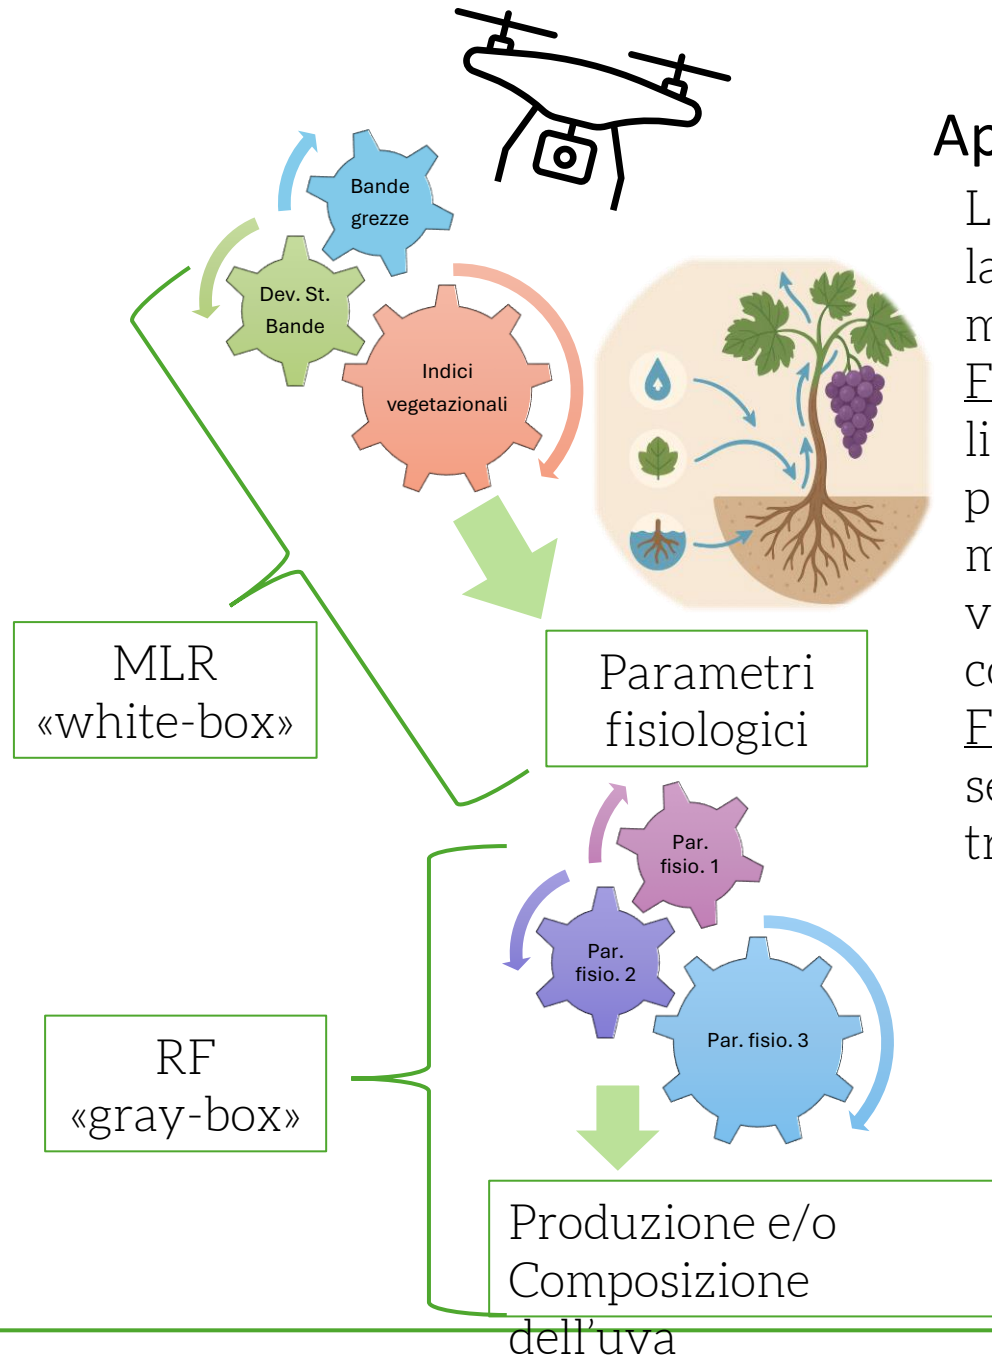 Bande
grezze
Dev. St.
Bande
Indici
vegetazionali
MLR
«white-box»
Parametri
fisiologici
Par.
fisio. 1
Par.
fisio. 2
Par. fisio. 3
RF
«gray-box»
Produzione e/o
Composizione
dell’uva